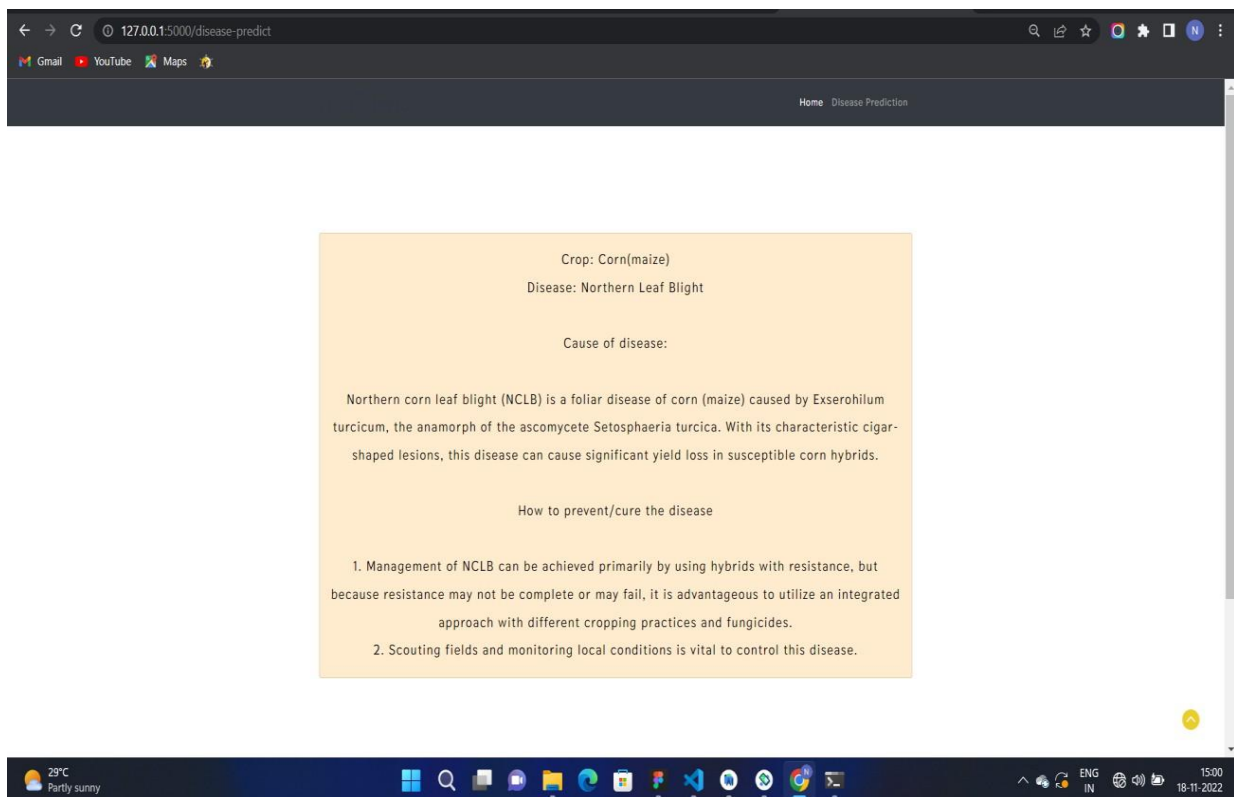 127.0.0.1:5000/disease-predict
N
Gmail YouTube Maps
Home Disease Prediction
Crop: Corn(maize)
Disease: Northern Leaf Blight
Cause of disease:
Northern corn leaf blight (NCLB) is a foliar disease of corn (maize) caused by Exserohilum
turcicum, the anamorph of the ascomycete Setosphaeria turcica. With its characteristic cigar-
shaped lesions, this disease can cause significant yield loss in susceptible corn hybrids.
How to prevent/cure the disease
1. Management of NCLB can be achieved primarily by using hybrids with resistance, but
because resistance may not be complete or may fail, it is advantageous to utilize an integrated
approach with different cropping practices and fungicides.
2. Scouting fields and monitoring local conditions is vital to control this disease.
29°C
Partly sunny
ENG
IN
15:00
18-11-2022